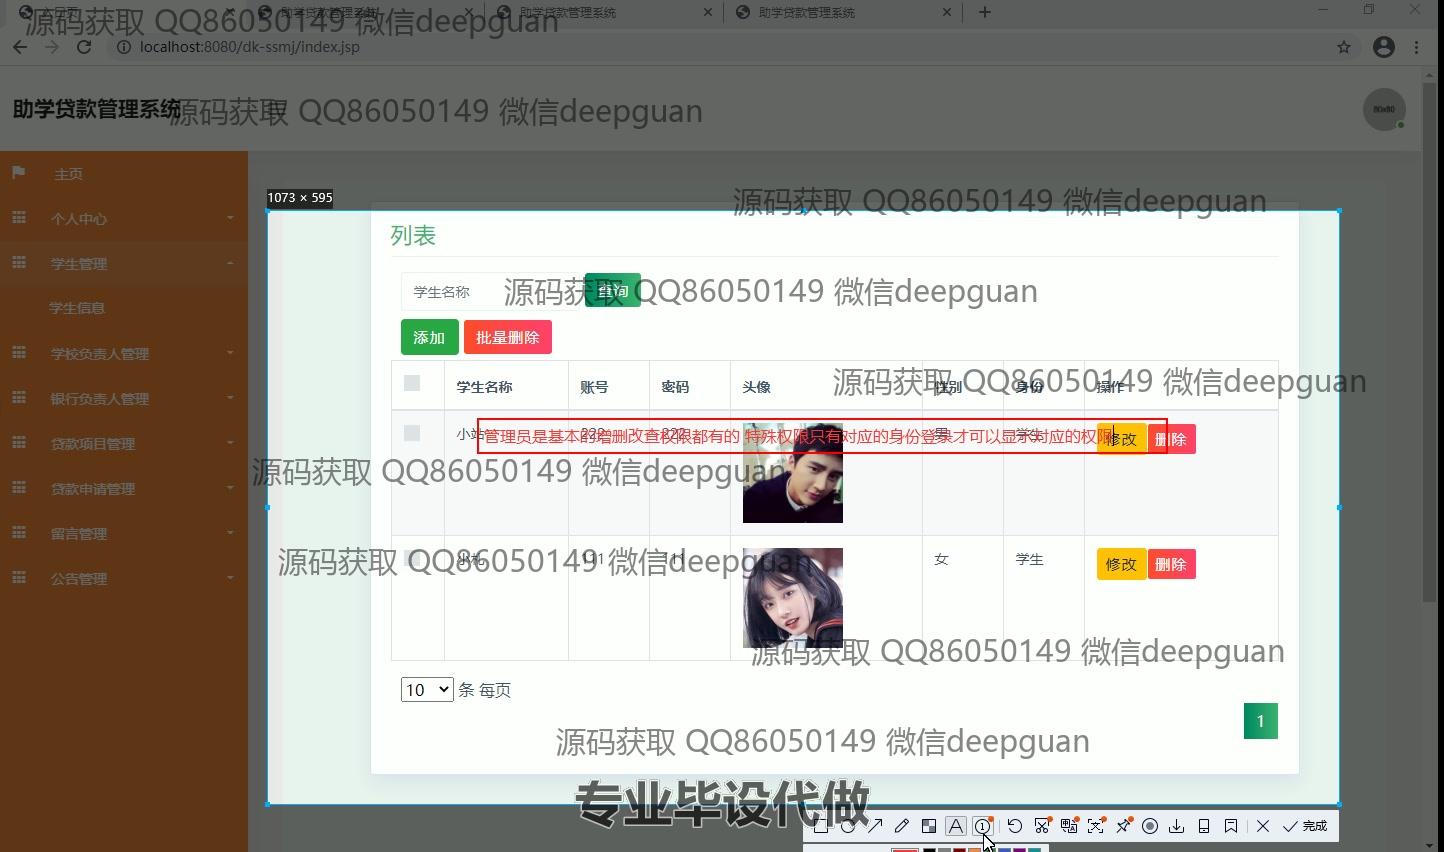 助学贷款管理系统
助学贷款管理系统
助学贷款管理系统
源码获取 QQ86050149 微信deepguan
localhost:8080/dk-ssmj/index.jsp
助学贷款管理系统
源码获取 QQ86050149 微信deepguan
80x80
主页
个人中心
学生管理
学生信息
学校负责人管理
银行负责人管理
贷款项目管理
贷款申请管理
留言管理
公告管理
1073 × 595
源码获取 QQ86050149 微信deepguan
列表
学生名称
查询
源码获取 QQ86050149 微信deepguan
添加 批量删除
学生名称 账号 密码 头像 性别 身份 操作
源码获取 QQ86050149 微信deepguan
小站 222 222 男 学生 修改 删除
管理员是基本的增删改查权限都有的 特殊权限只有对应的身份登录才可以显示对应的权限
源码获取 QQ86050149 微信deepguan
小札 111 111 女 学生 修改 删除
源码获取 QQ86050149 微信deepguan
源码获取 QQ86050149 微信deepguan
10 条 每页
1
源码获取 QQ86050149 微信deepguan
专业毕设代做
完成